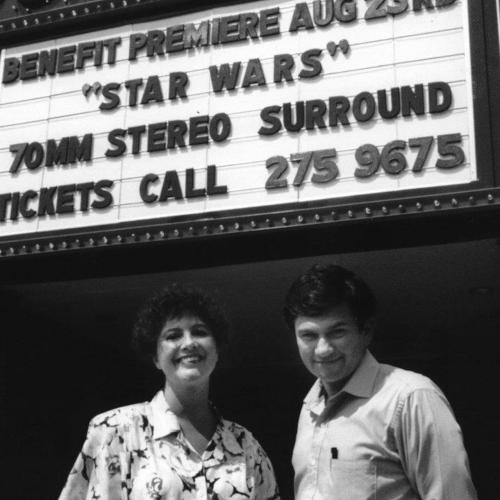 BENEFIT PREMIERE AUG 23RD
"STAR WARS"
70MM STEREO SURROUND
TICKETS CALL 275 9675